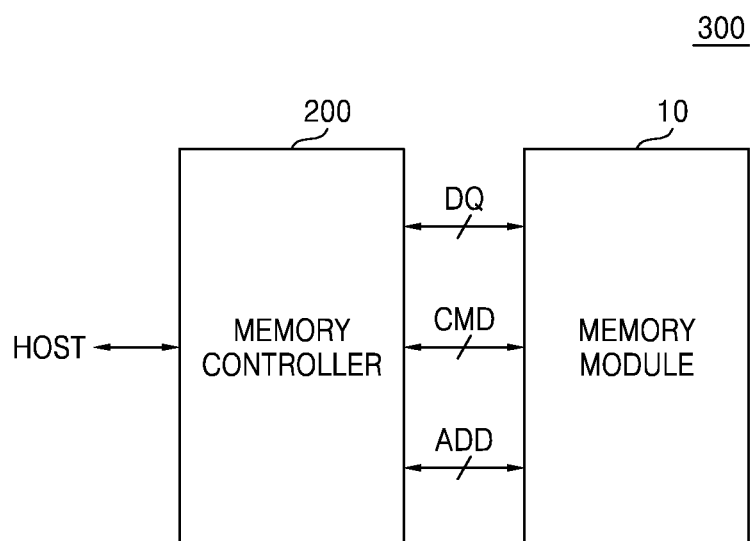 300
200
10
DQ
HOST
MEMORY
CONTROLLER
CMD
MEMORY
MODULE
ADD